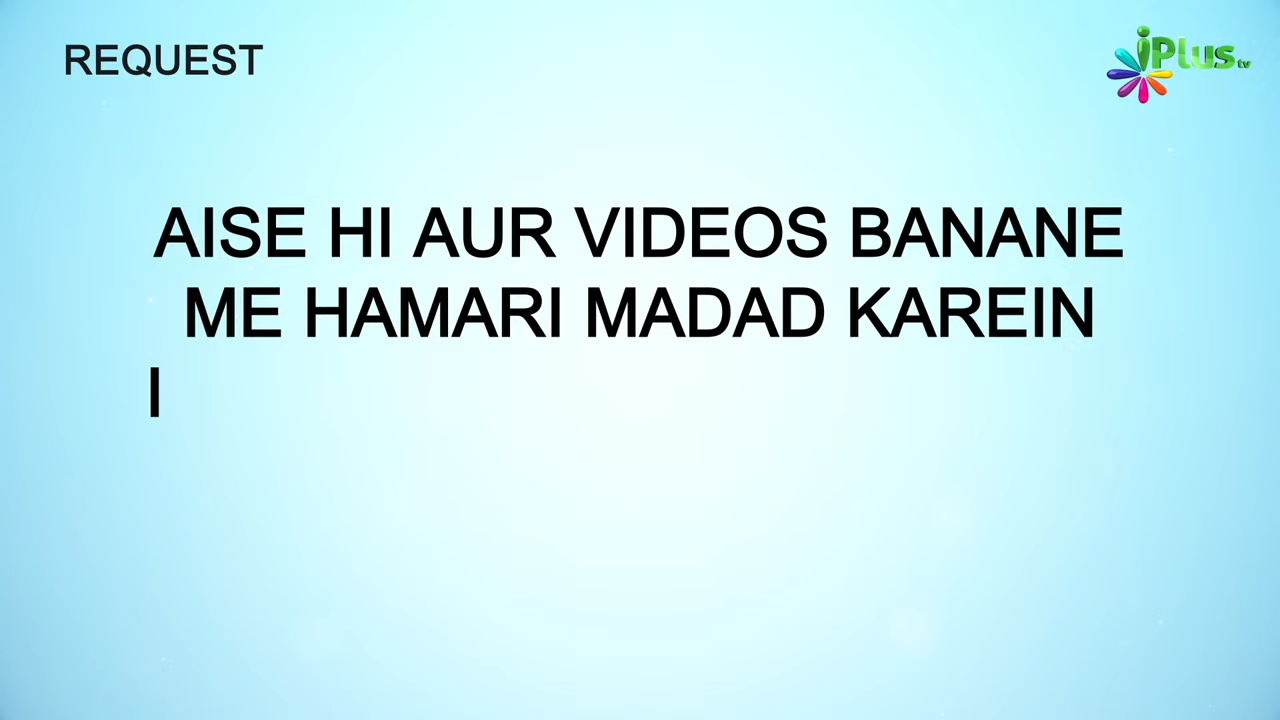 REQUEST
iPlus tv
AISE HI AUR VIDEOS BANANE
ME HAMARI MADAD KAREIN
I